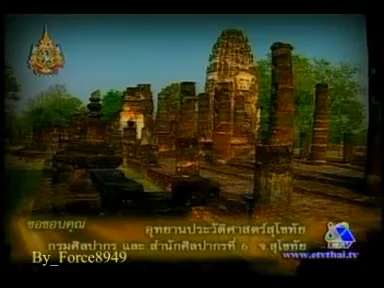 ขอขอบคุณ
อุทยานประวัติศาสตร์สุโขทัย
กรมศิลปากร และ สำนักศิลปากรที่ 6 จ.สุโขทัย
www.etvthai.tv
By_Force8949